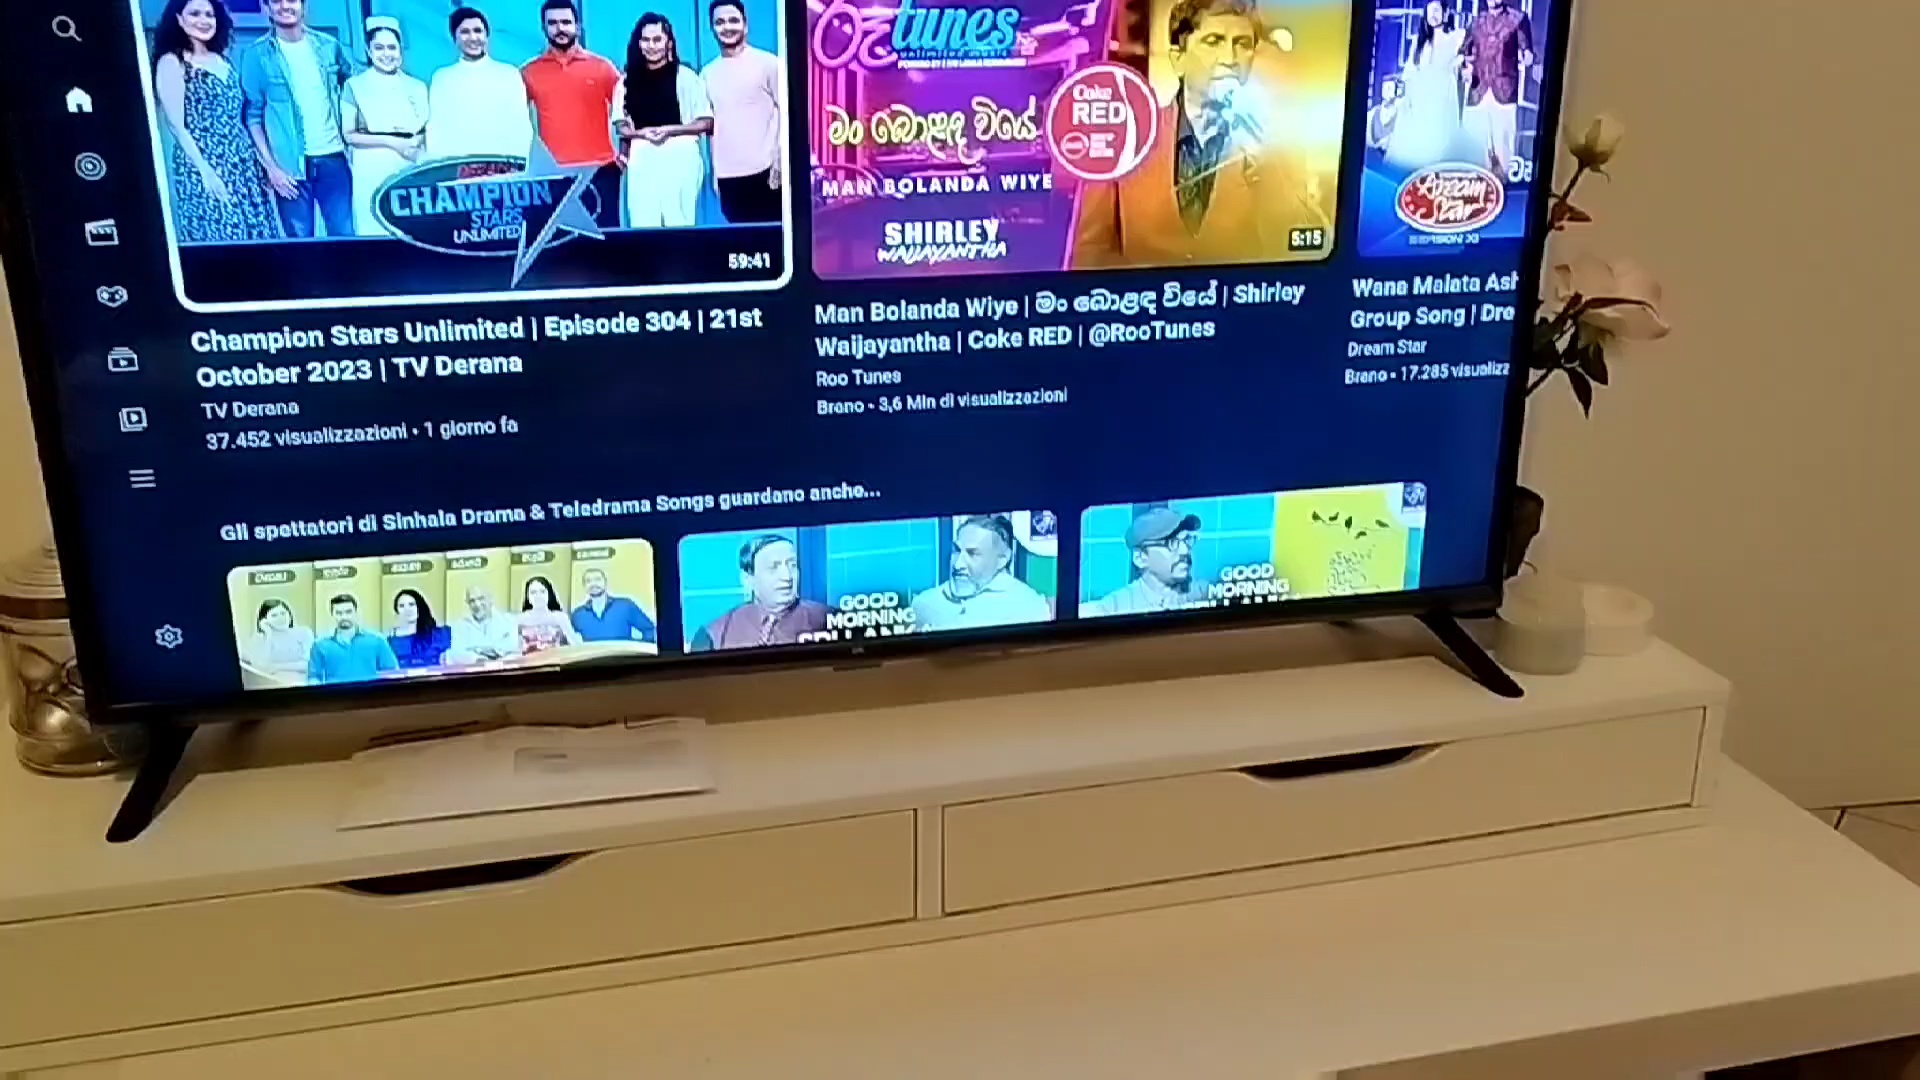 tunes
CHAMPION
STARS
UNLIMITED
59:41
මං බොළඳ වියේ
MAN BOLANDA WIYE
SHIRLEY
WAIJAYANTHA
Coke
RED
5:15
Dream
Star
Champion Stars Unlimited | Episode 304 | 21st
October 2023 | TV Derana
TV Derana
37.452 visualizzazioni • 1 giorno fa
Man Bolanda Wiye | මං බොළඳ වියේ | Shirley
Waijayantha | Coke RED | @RooTunes
Roo Tunes
Brano • 3,6 Mln di visualizzazioni
Wana Malata Ash
Group Song | Dre
Dream Star
Brano • 17.285 visualizz
Gli spettatori di Sinhala Drama & Teledrama Songs guardano anche...
GOOD
MORNING
GOOD
MORNING